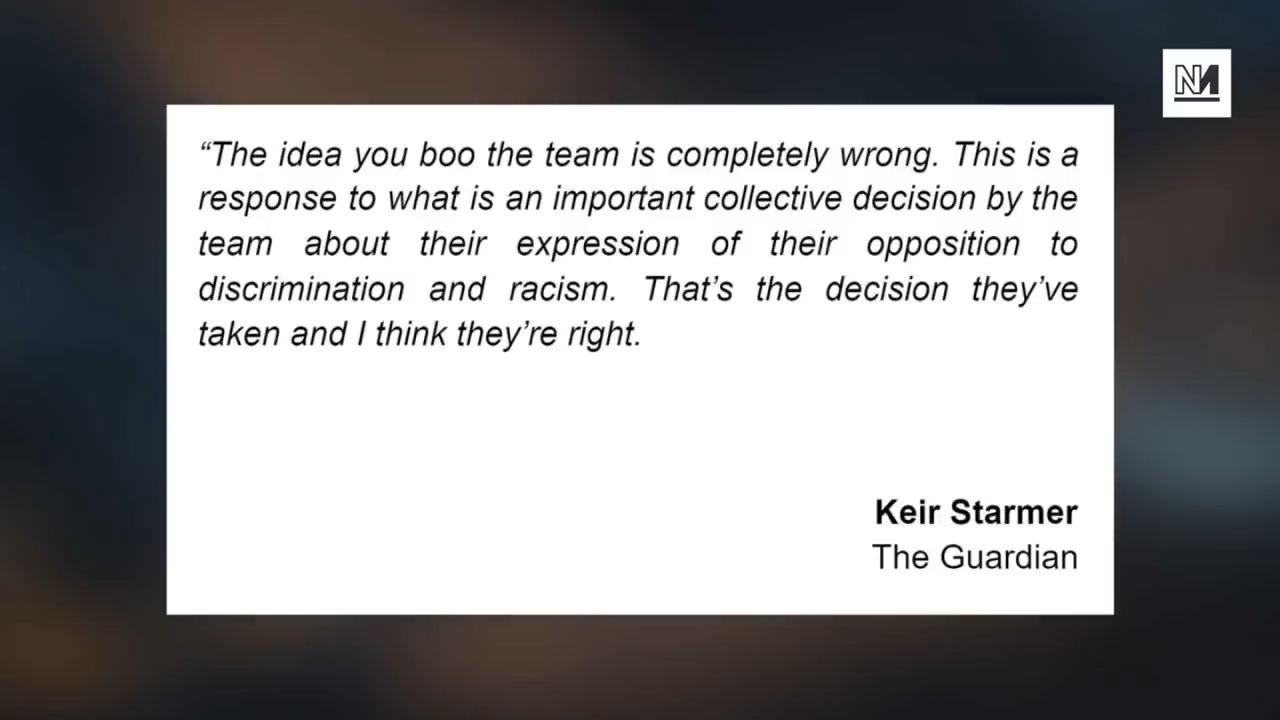 “The idea you boo the team is completely wrong. This is a
response to what is an important collective decision by the
team about their expression of their opposition to
discrimination and racism. That’s the decision they’ve
taken and I think they’re right.
Keir Starmer
The Guardian
NM